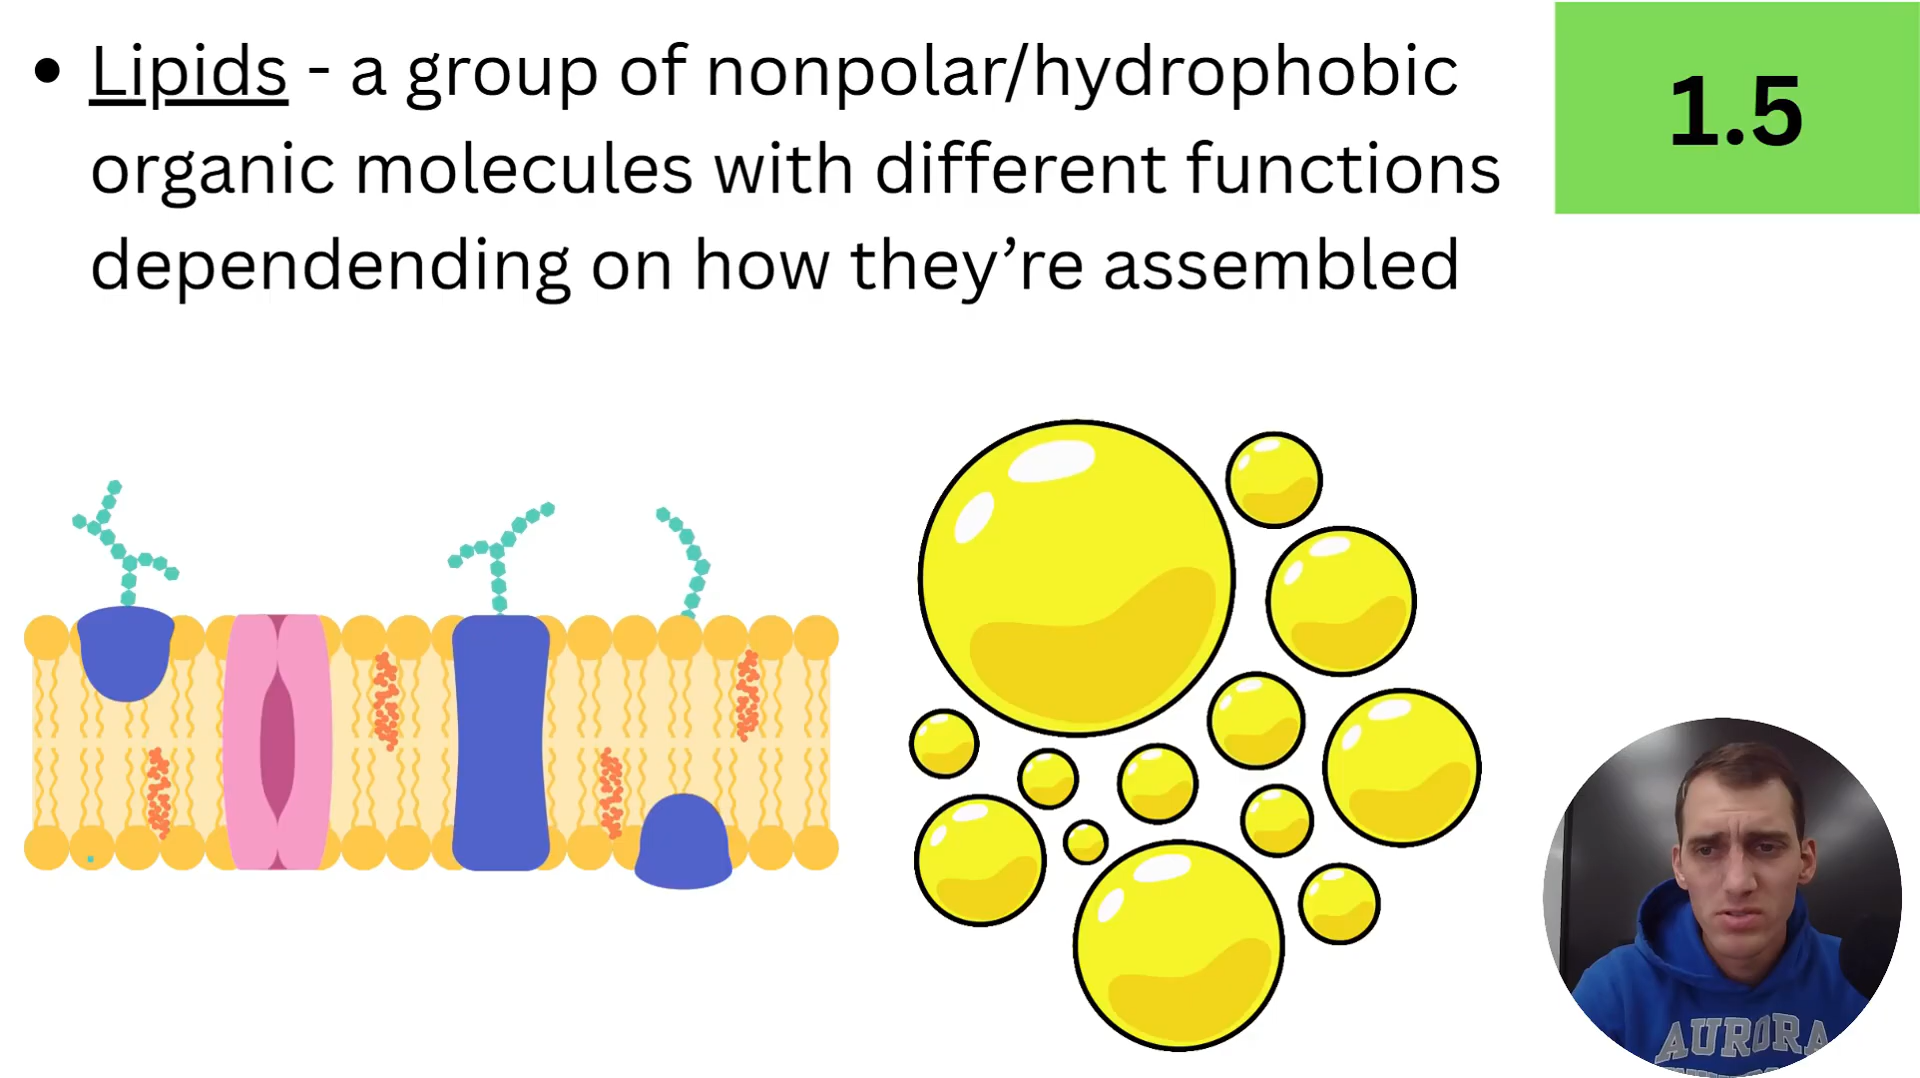 • Lipids - a group of nonpolar/hydrophobic
organic molecules with different functions
dependending on how they’re assembled
1.5
AURORA